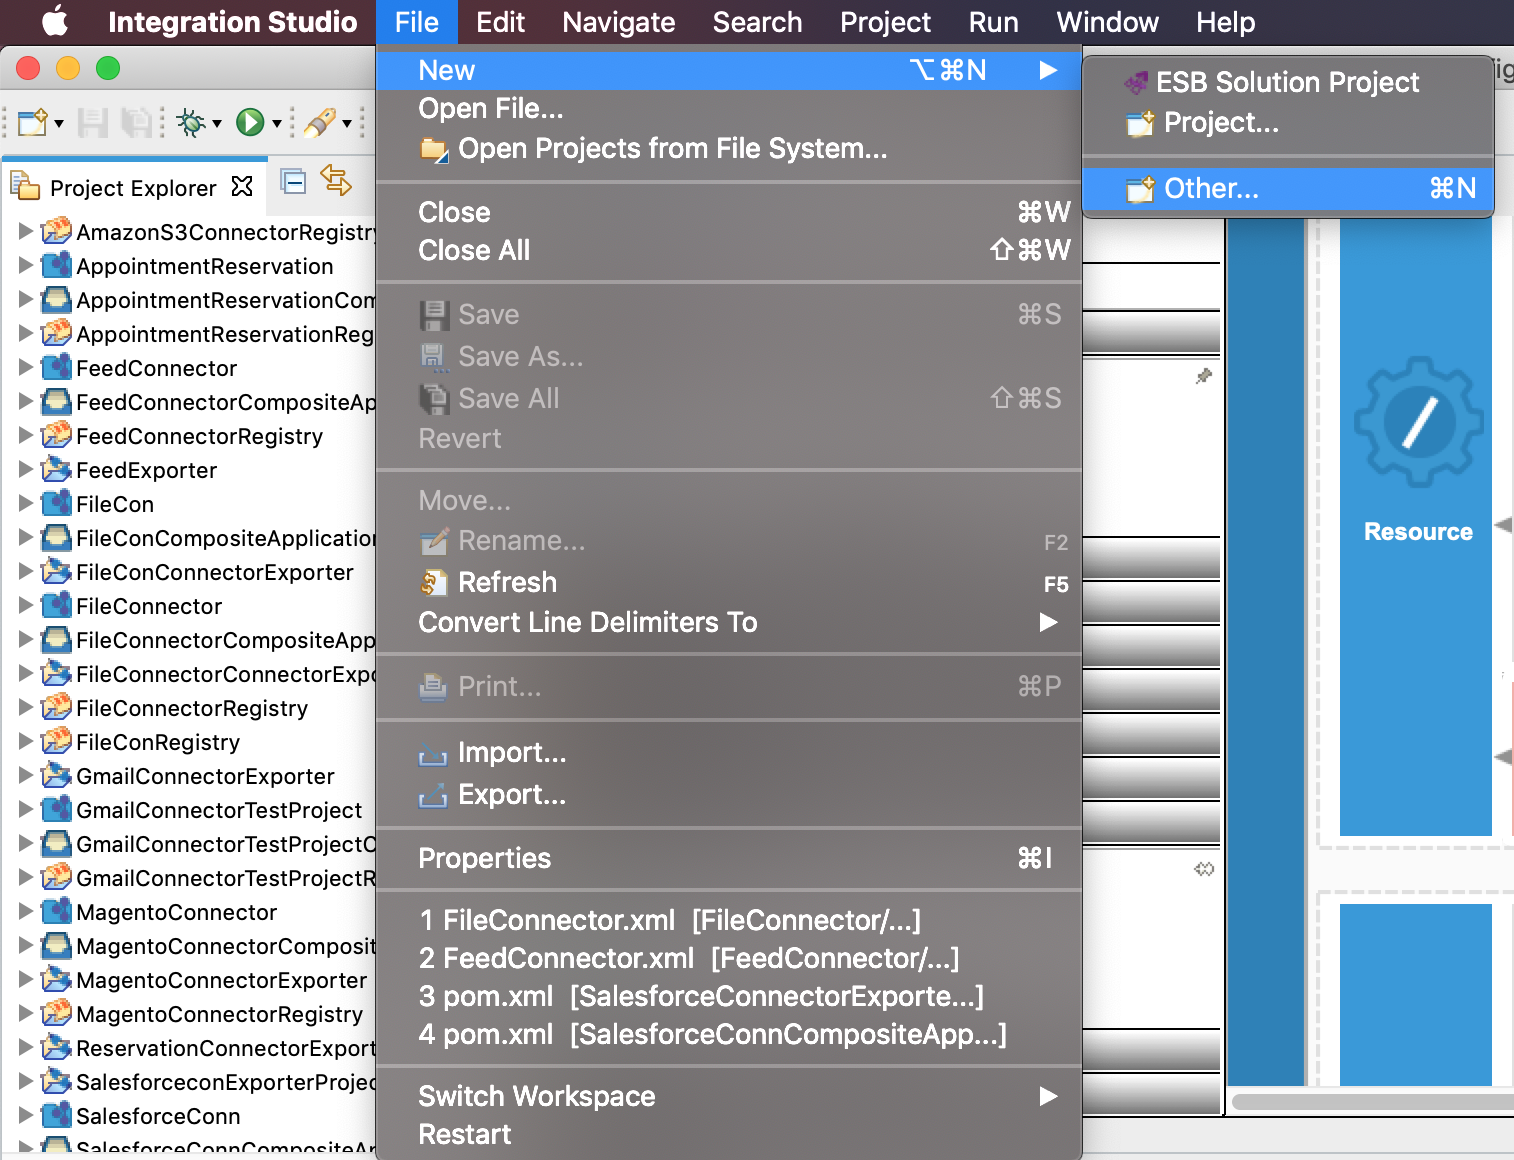 Integration Studio File Edit Navigate Search Project Run Window Help
New ⌥⌘N
Open File...
Open Projects from File System...
Close ⌘W
Close All ⇧⌘W
Save ⌘S
Save As...
Save All ⇧⌘S
Revert
Move...
Rename... F2
Refresh F5
Convert Line Delimiters To
Print... ⌘P
Import...
Export...
Properties ⌘I
1 FileConnector.xml [FileConnector/...]
2 FeedConnector.xml [FeedConnector/...]
3 pom.xml [SalesforceConnectorExporte...]
4 pom.xml [SalesforceConnCompositeApp...]
Switch Workspace
Restart
ESB Solution Project
Project...
Other... ⌘N
Project Explorer
AmazonS3ConnectorRegistry
AppointmentReservation
AppointmentReservationCom
AppointmentReservationReg
FeedConnector
FeedConnectorCompositeAp
FeedConnectorRegistry
FeedExporter
FileCon
FileConCompositeApplication
FileConConnectorExporter
FileConnector
FileConnectorCompositeApp
FileConnectorConnectorExpo
FileConnectorRegistry
FileConRegistry
GmailConnectorExporter
GmailConnectorTestProject
GmailConnectorTestProjectC
GmailConnectorTestProjectR
MagentoConnector
MagentoConnectorComposit
MagentoConnectorExporter
MagentoConnectorRegistry
ReservationConnectorExport
SalesforceconExporterProjec
SalesforceConn
SalesforceConnCompositeAp
Resource